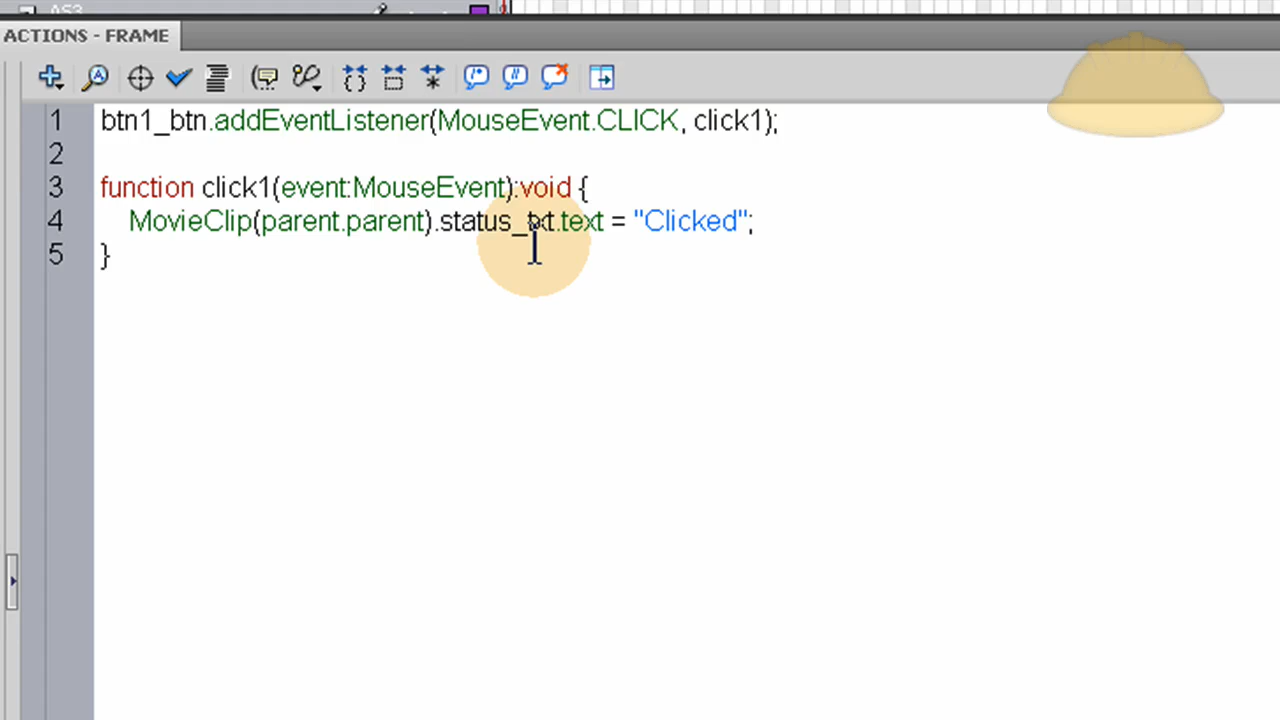 AS3
ACTIONS - FRAME
1 btn1_btn.addEventListener(MouseEvent.CLICK, click1);
2
3 function click1(event:MouseEvent):void {
4 MovieClip(parent.parent).status_txt.text = "Clicked";
5 }